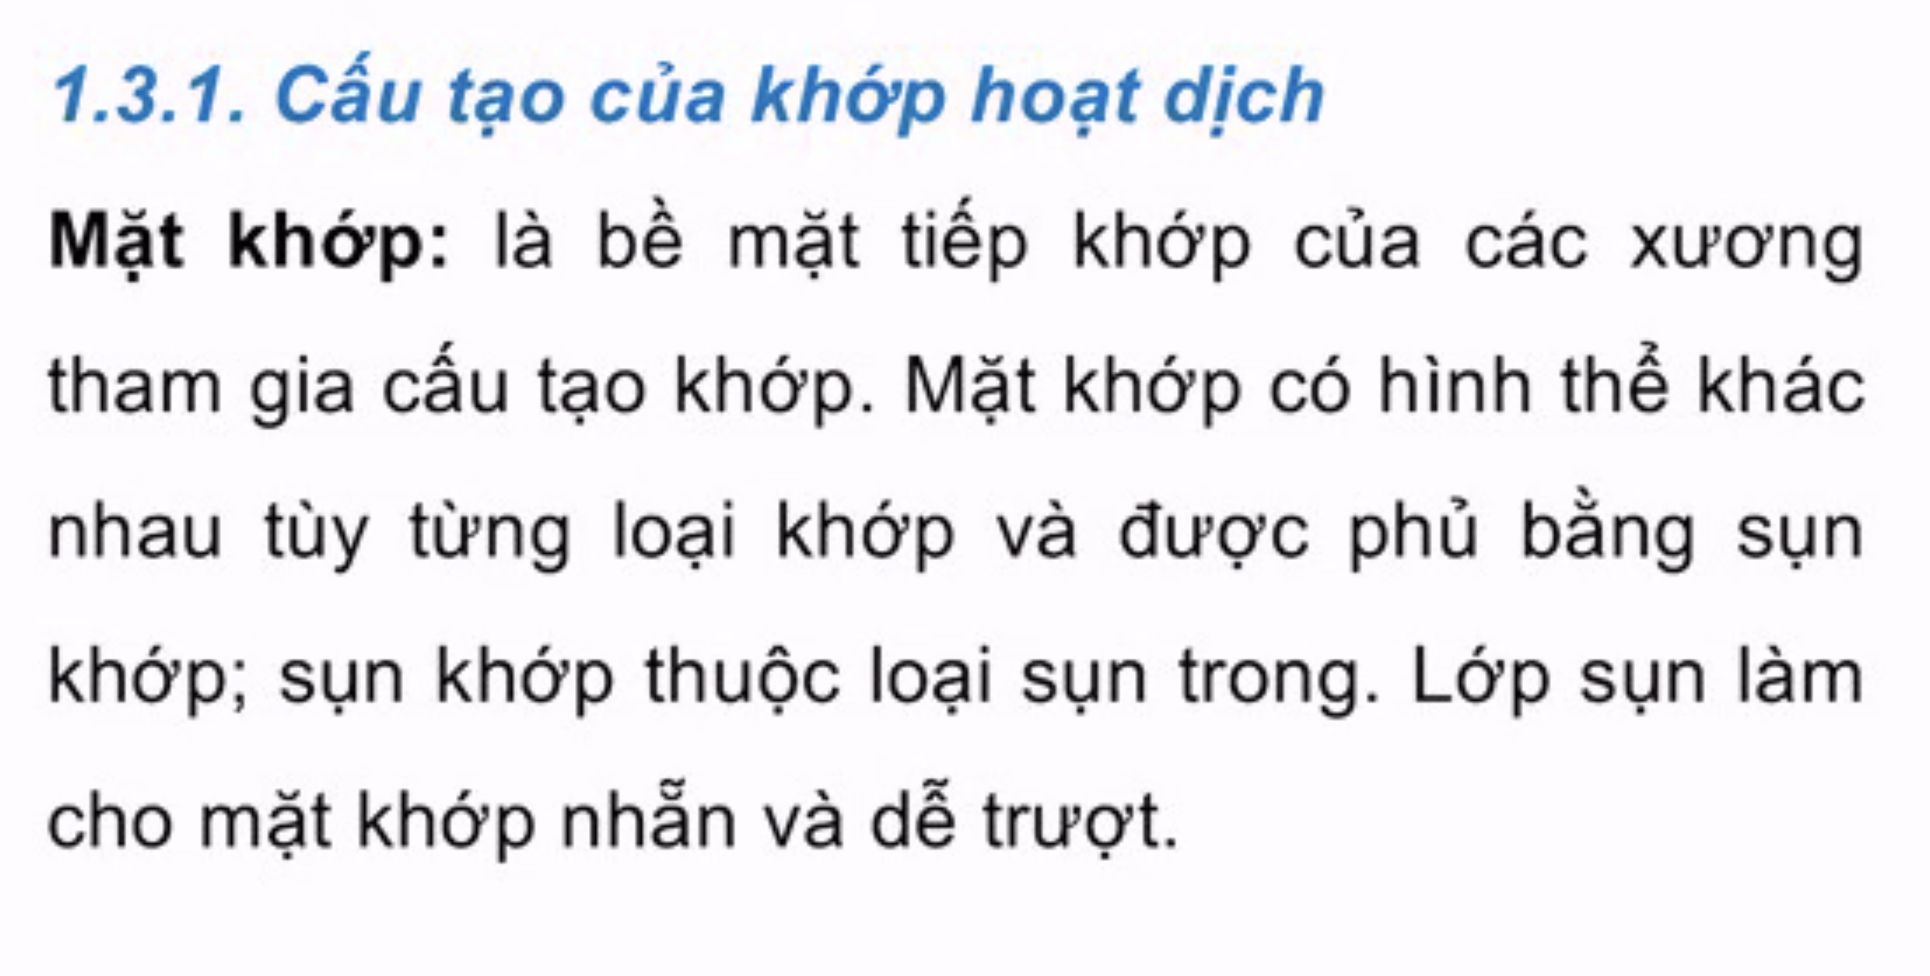 1.3.1. Cấu tạo của khớp hoạt dịch
Mặt khớp: là bề mặt tiếp khớp của các xương
tham gia cấu tạo khớp. Mặt khớp có hình thể khác
nhau tùy từng loại khớp và được phủ bằng sụn
khớp; sụn khớp thuộc loại sụn trong. Lớp sụn làm
cho mặt khớp nhẵn và dễ trượt.